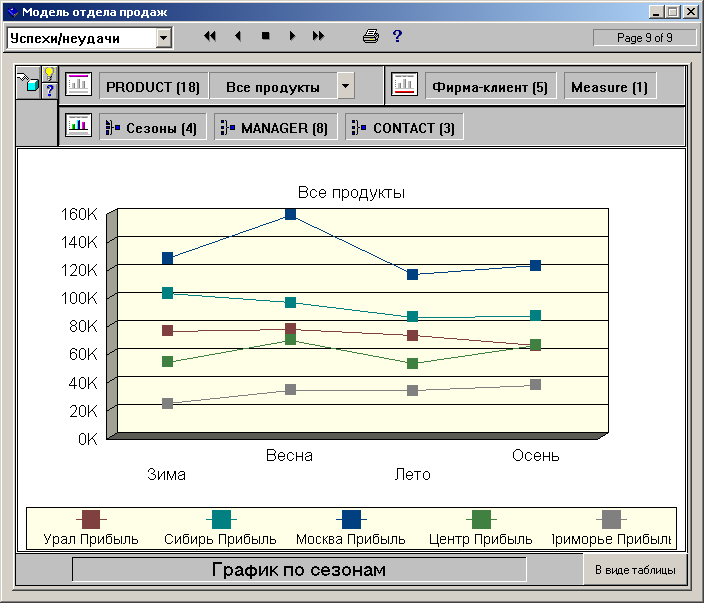 Модель отдела продаж
Успехи/неудачи
?
Page 9 of 9
?
PRODUCT (18) Все продукты Фирма-клиент (5) Measure (1)
Сезоны (4) MANAGER (8) CONTACT (3)
Все продукты
160K
140K
120K
100K
80K
60K
40K
20K
0K
Весна Осень
Зима Лето
Урал Прибыль Сибирь Прибыль Москва Прибыль Центр Прибыль Приморье Прибыль
График по сезонам
В виде таблицы